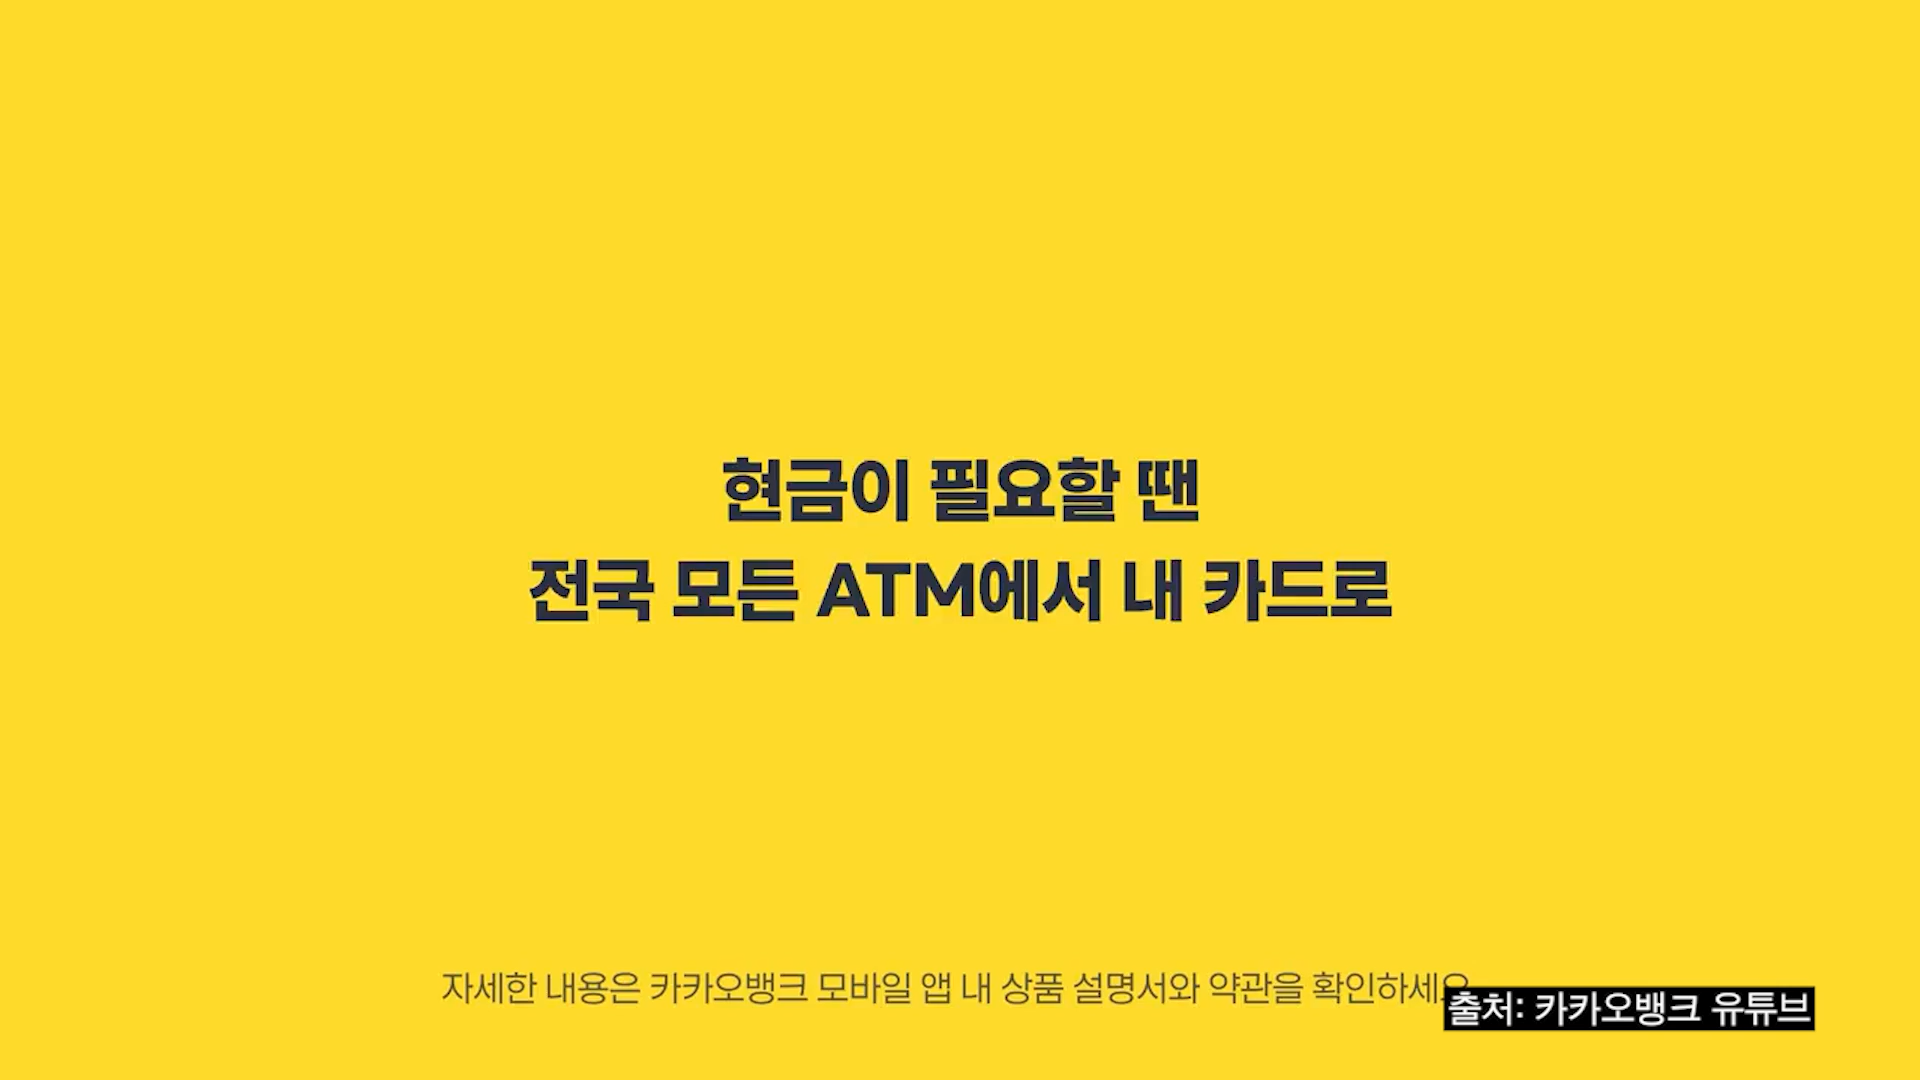 현금이 필요할 땐
전국 모든 ATM에서 내 카드로
자세한 내용은 카카오뱅크 모바일 앱 내 상품 설명서와 약관을 확인하세요
출처: 카카오뱅크 유튜브